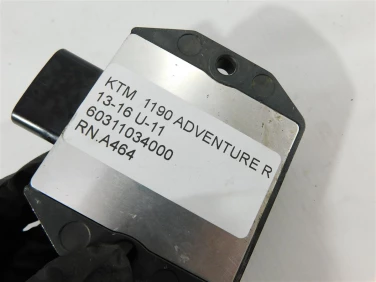 KTM 1190 ADVENTURE R
13-16 U-11
60311034000
RN.A464